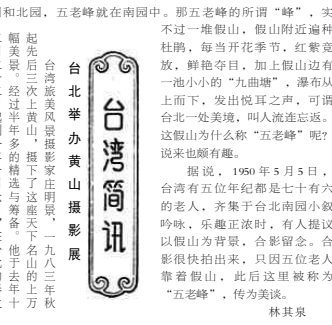 和北园，五老峰就在南园中。那五老峰的所谓“峰”，实
不过一堆假山，假山附近遍种
杜鹃，每当开花季节，红紫竞
放，鲜艳夺目，加上假山边有
一池小小的“九曲塘”，瀑布从
上而下，发出悦耳之声，可谓
台北一处美境，叫人流连忘返。
这假山为什么称“五老峰”呢？
说来也颇有趣。
据说，1950年5月5日，
台湾有五位年纪都是七十有六
的老人，齐集于台北南园小叙
吟咏，乐趣正浓时，有人提议
以假山为背景，合影留念。合
影很快拍出来，只因五位老人
靠着假山，此后这里被称为
“五老峰”，传为美谈。
林其泉
台湾简讯
台北举办黄山摄影展
台湾旅美风景摄影家庄明景，一九八三年秋
起先后三次上黄山，摄下了这座天下名山的上万
幅美景。经过半年多的精选与筹备。他于去年十